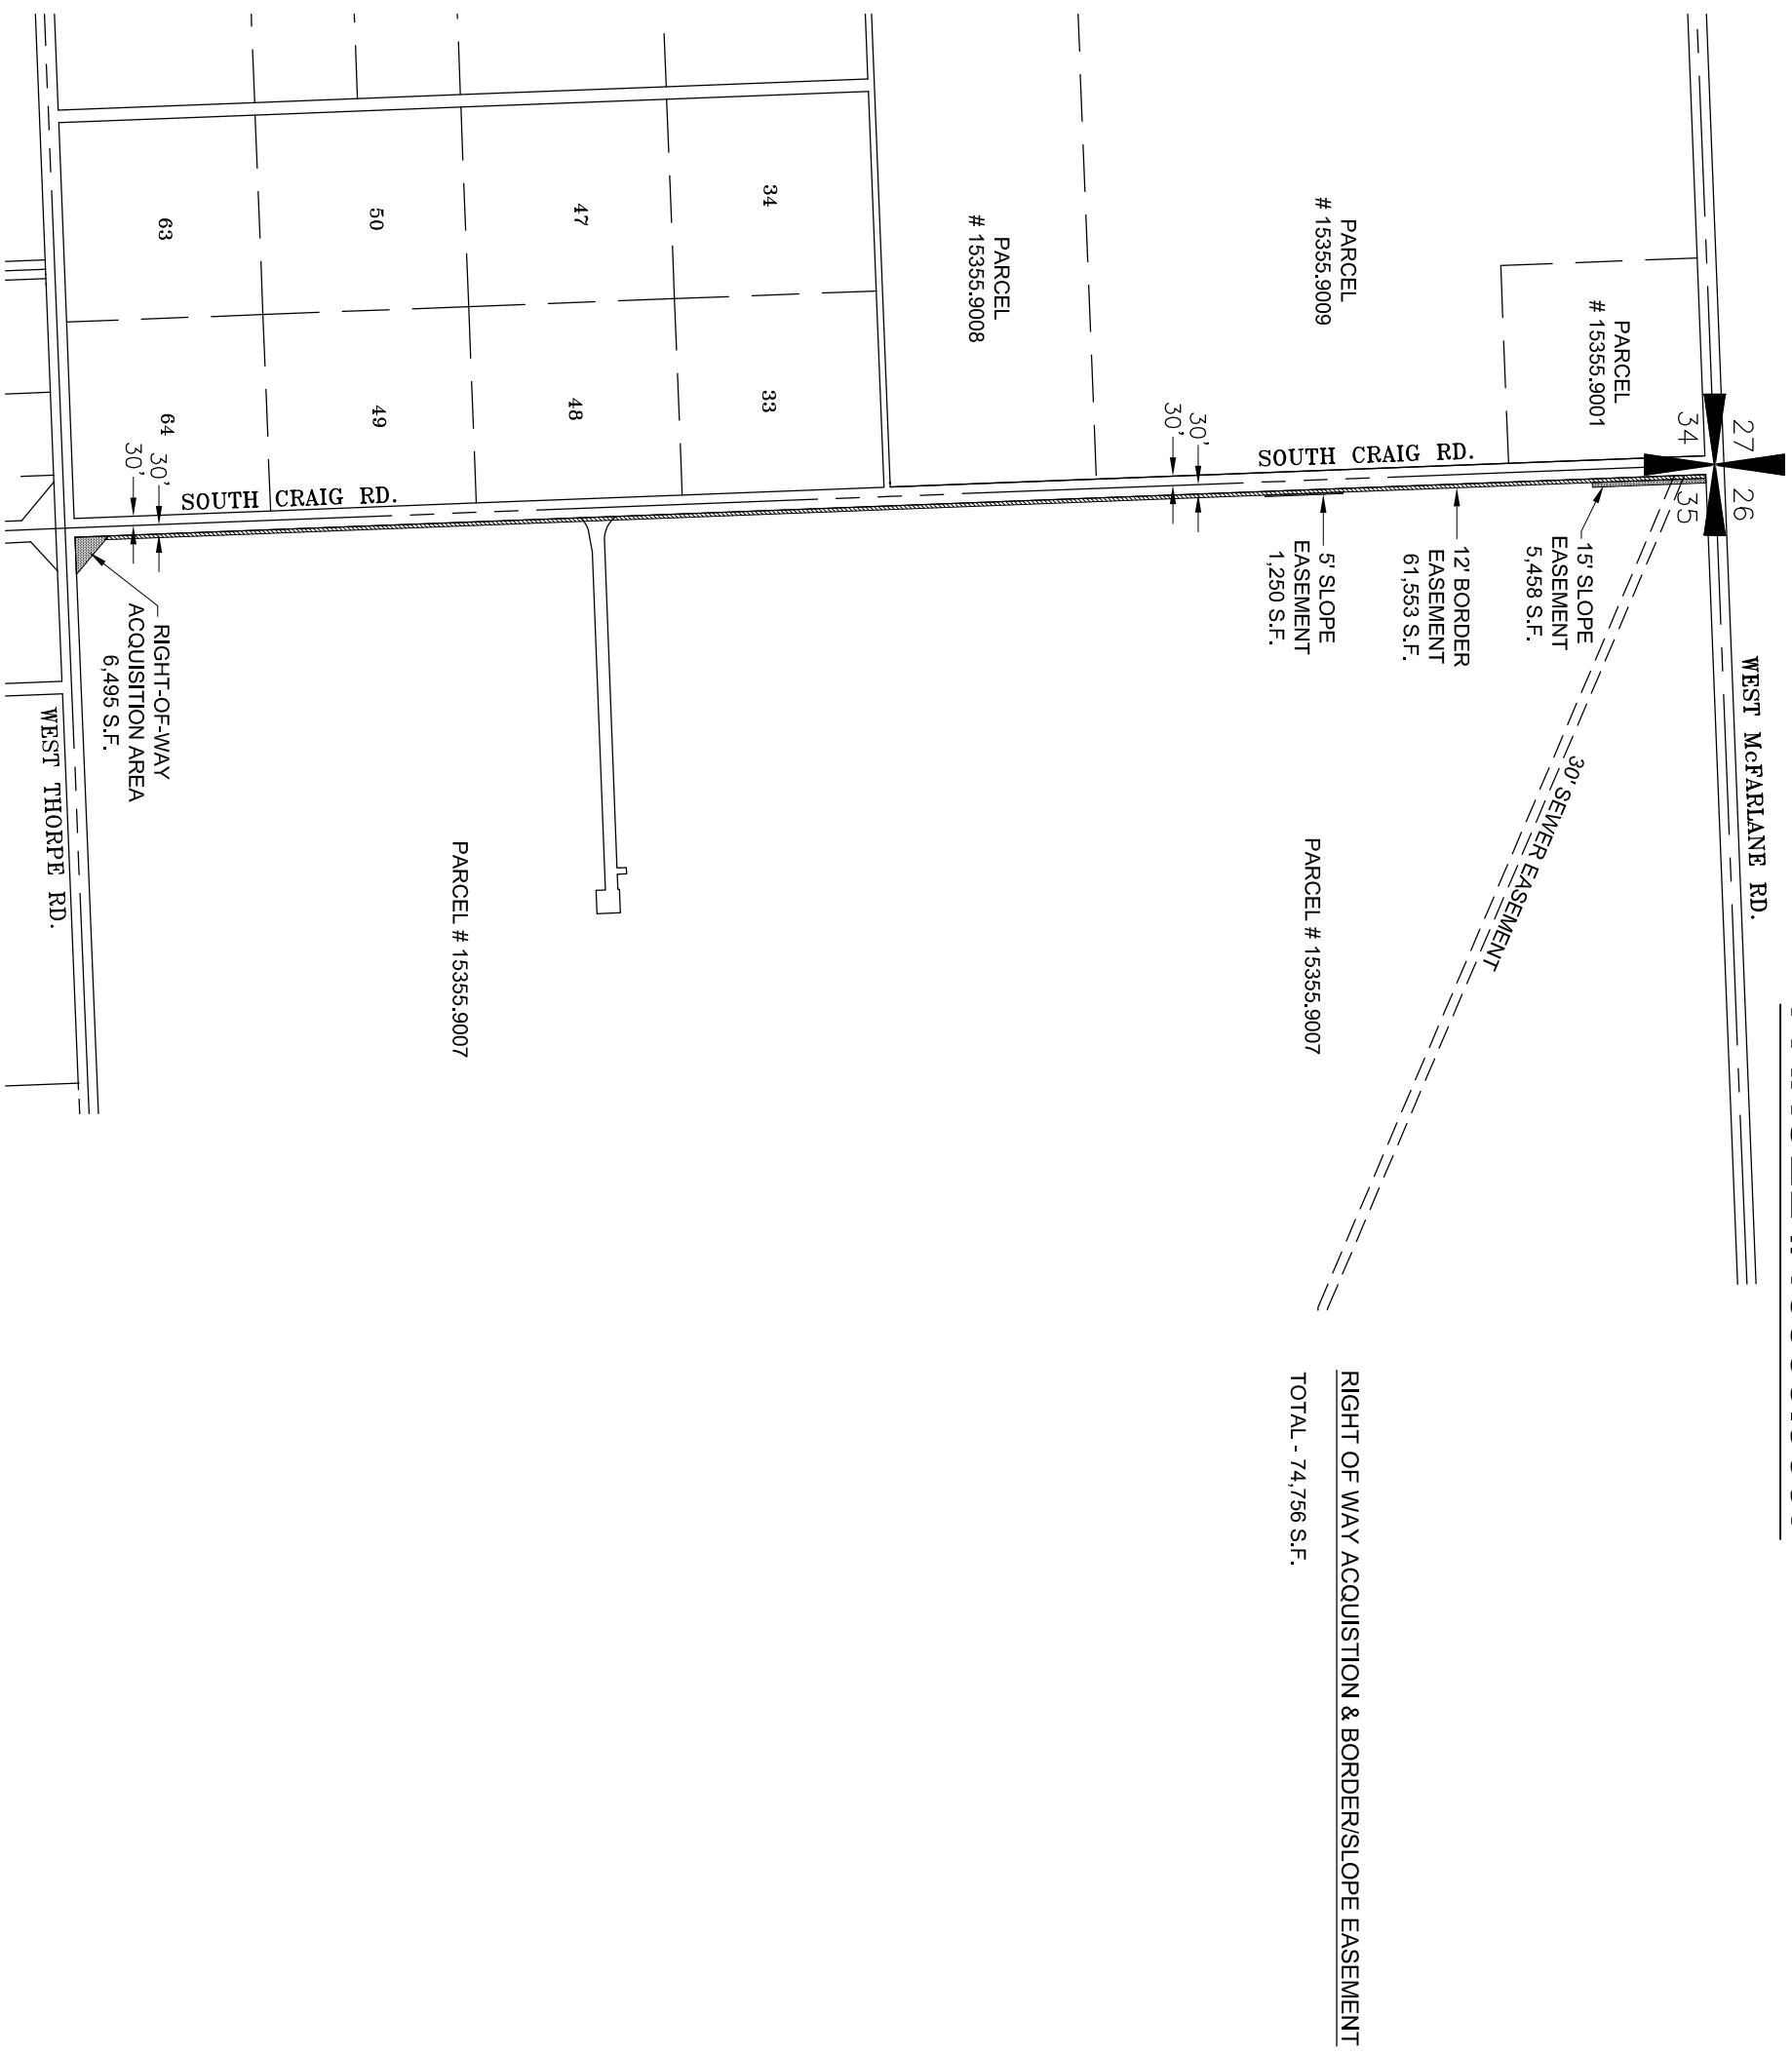 WEST McFARLANE RD.
27
26
34
35
PARCEL
# 15355.9001
15' SLOPE
EASEMENT
5,458 S.F.
12' BORDER
EASEMENT
61,553 S.F.
30' SEWER EASEMENT
SOUTH CRAIG RD.
PARCEL
# 15355.9009
5' SLOPE
EASEMENT
1,250 S.F.
PARCEL # 15355.9007
RIGHT OF WAY ACQUISTION & BORDER/SLOPE EASEMENT
TOTAL - 74,756 S.F.
30'
30'
PARCEL
# 15355.9008
34
33
47
48
50
49
63
64
PARCEL # 15355.9007
SOUTH CRAIG RD.
30'
30'
RIGHT-OF-WAY
ACQUISITION AREA
6,495 S.F.
WEST THORPE RD.